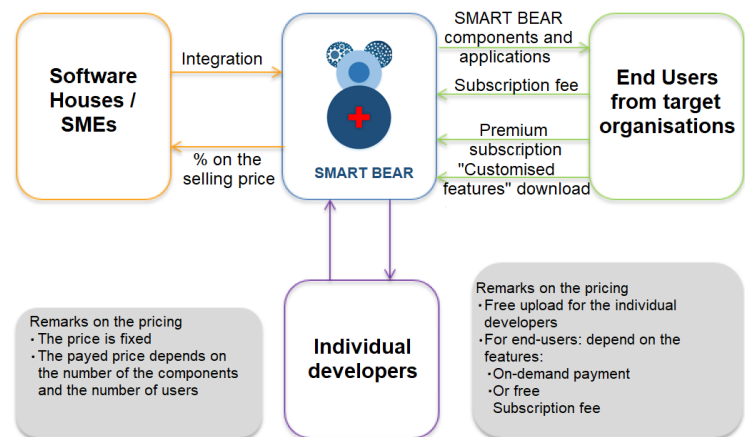 Software
Houses /
SMEs
Integration
% on the
selling price
SMART BEAR
SMART BEAR
components and
applications
Subscription fee
Premium
subscription
"Customised
features" download
End Users
from target
organisations
Remarks on the pricing
· The price is fixed
· The payed price depends on
the number of the components
and the number of users
Individual
developers
Remarks on the pricing
· Free upload for the individual
developers
· For end-users: depend on the
features:
· On-demand payment
· Or free
Subscription fee